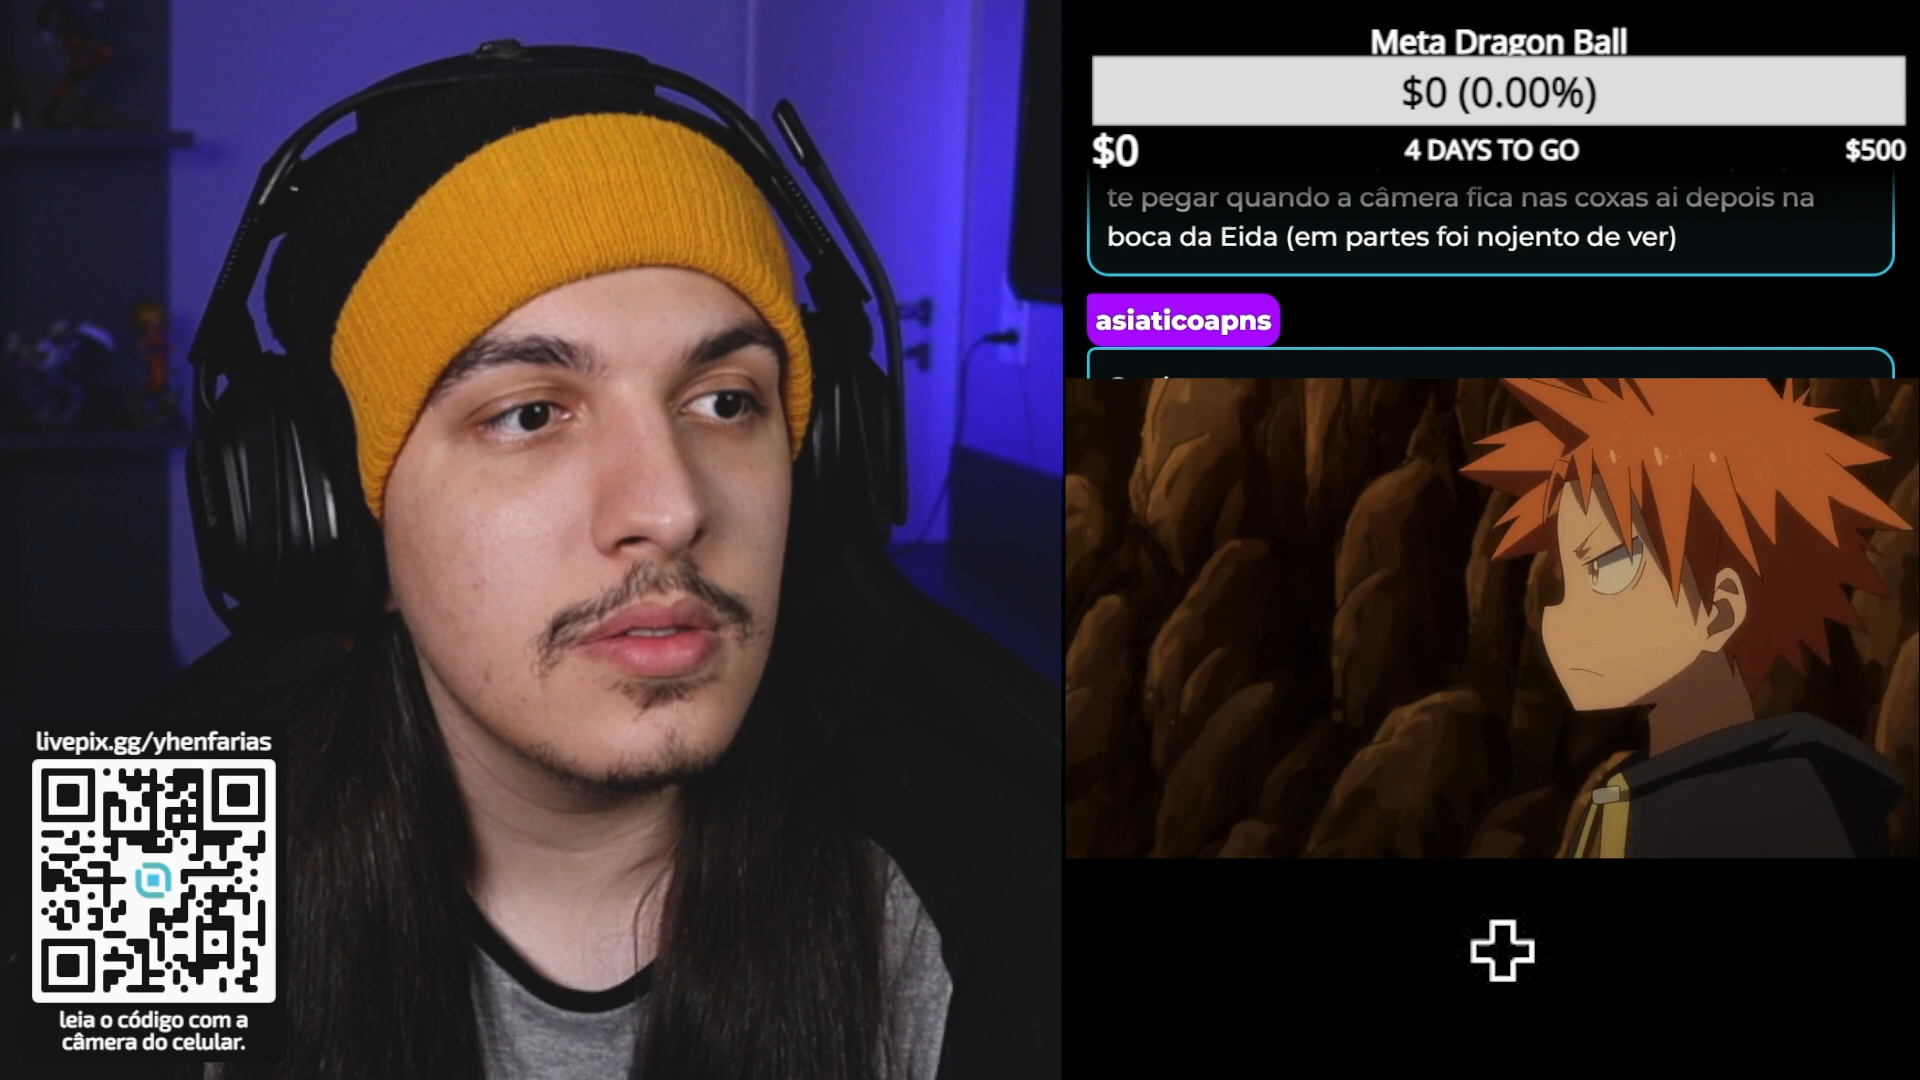 Meta Dragon Ball
$0 (0.00%)
$0
4 DAYS TO GO
$500
te pegar quando a câmera fica nas coxas ai depois na
boca da Eida (em partes foi nojento de ver)
asiaticoapns
livepix.gg/yhenfarias
leia o código com a
câmera do celular.